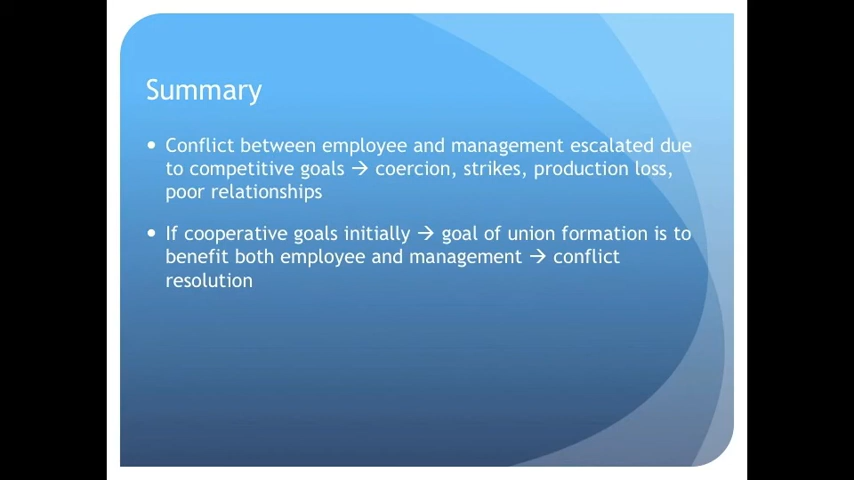 Summary
• Conflict between employee and management escalated due
to competitive goals → coercion, strikes, production loss,
poor relationships
• If cooperative goals initially → goal of union formation is to
benefit both employee and management → conflict
resolution